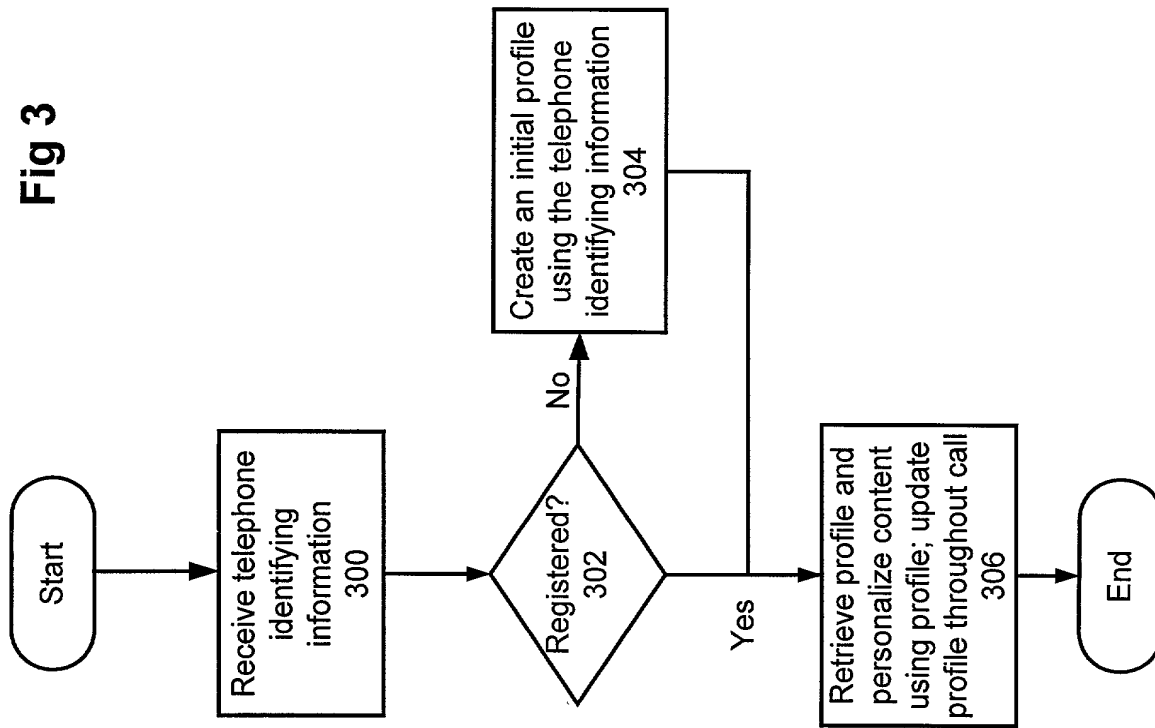 Fig 3
Start
Receive telephone
identifying
information
300
Registered?
302
No
Create an initial profile
using the telephone
identifying information
304
Yes
Retrieve profile and
personalize content
using profile; update
profile throughout call
306
End